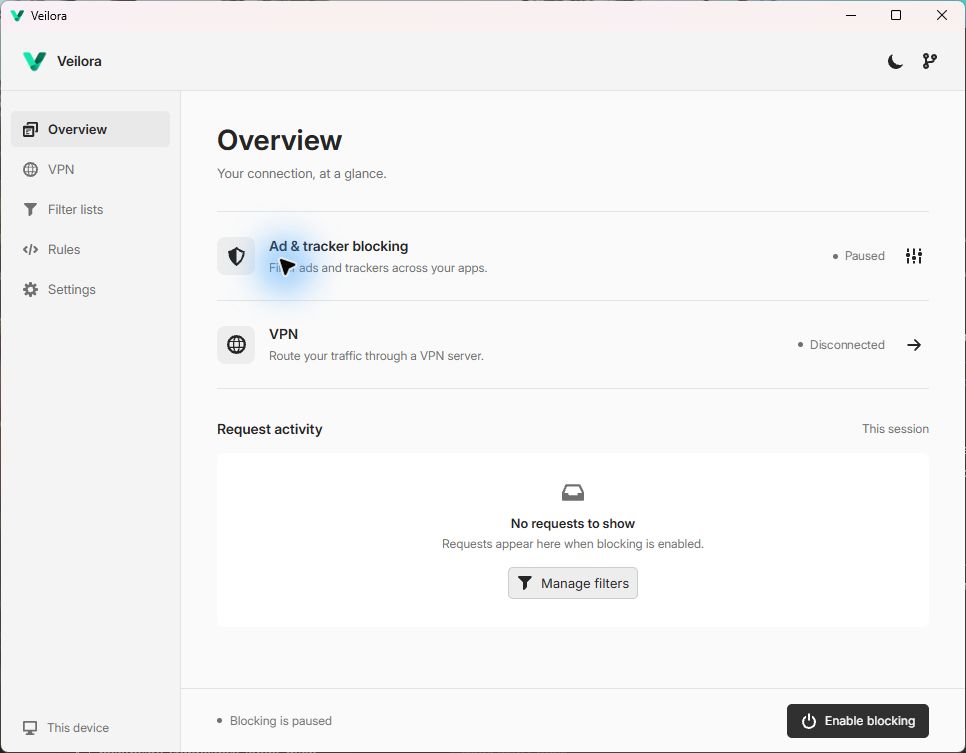 Veilora
Veilora
Overview
VPN
Filter lists
Rules
Settings
This device
Overview
Your connection, at a glance.
Ad & tracker blocking
ads and trackers across your apps.
Paused
VPN
Route your traffic through a VPN server.
Disconnected
Request activity
This session
No requests to show
Requests appear here when blocking is enabled.
Manage filters
Blocking is paused
Enable blocking